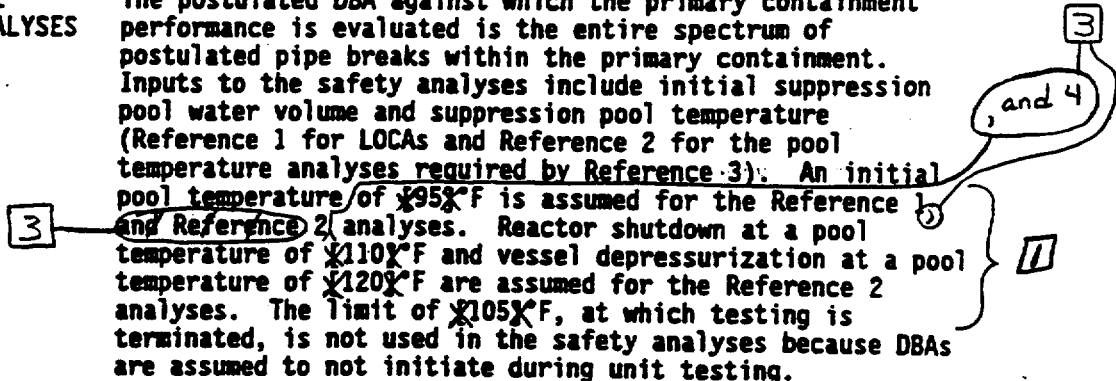 The postulated DBA against which the primary containment
ALYSES performance is evaluated is the entire spectrum of
postulated pipe breaks within the primary containment.
Inputs to the safety analyses include initial suppression
pool water volume and suppression pool temperature
(Reference 1 for LOCAs and Reference 2 for the pool
temperature analyses required by Reference 3). An initial
pool temperature of [95]°F is assumed for the Reference 1
and Reference 2 analyses. Reactor shutdown at a pool
temperature of [110]°F and vessel depressurization at a pool
temperature of [120]°F are assumed for the Reference 2
analyses. The limit of [105]°F, at which testing is
terminated, is not used in the safety analyses because DBAs
are assumed to not initiate during unit testing.
3
, and 4
,
3
1